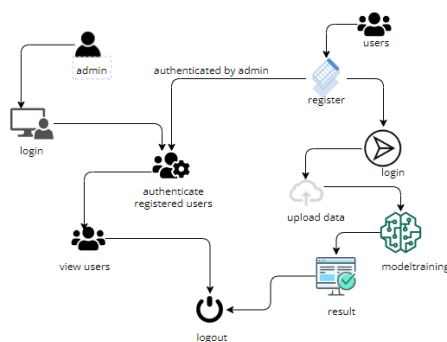 users
admin
authenticated by admin
register
login
login
authenticate
registered users
upload data
view users
modeltraining
result
logout